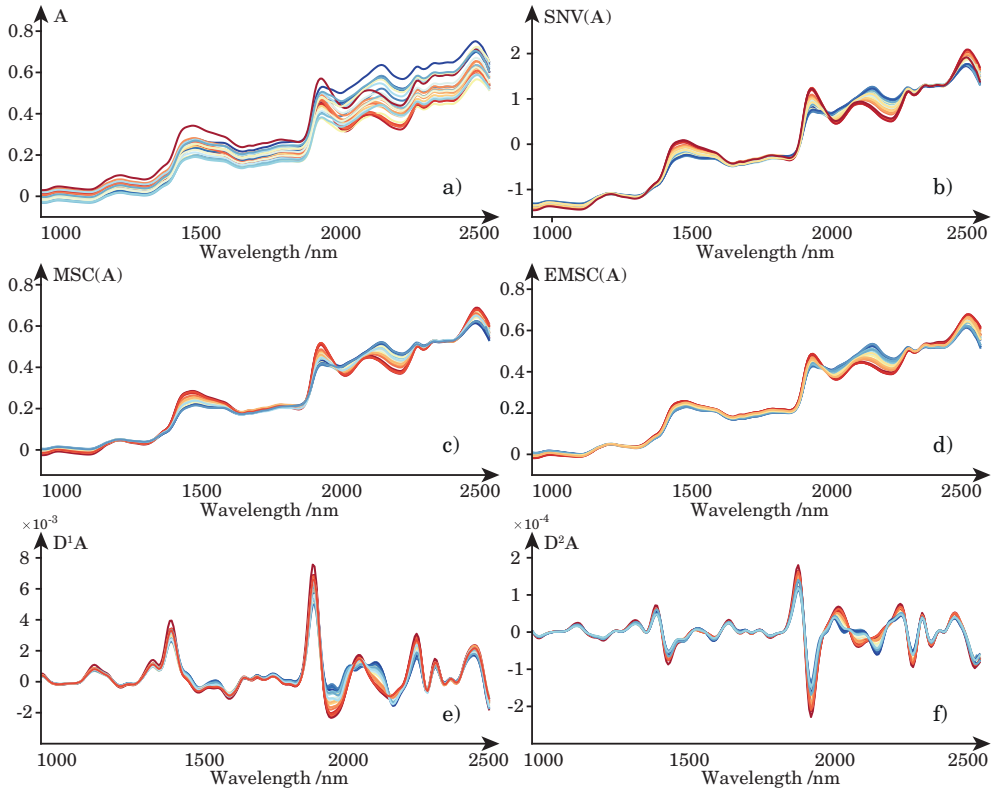 A
0.8
0.6
0.4
0.2
0
a)
1000 1500 2000 2500
Wavelength /nm
SNV(A)
2
1
0
-1
b)
1000 1500 2000 2500
Wavelength /nm
MSC(A)
0.8
0.6
0.4
0.2
0
c)
1000 1500 2000 2500
Wavelength /nm
EMSC(A)
0.8
0.6
0.4
0.2
0
d)
1000 1500 2000 2500
Wavelength /nm
×10⁻³
D¹A
8
6
4
2
0
-2
e)
1000 1500 2000 2500
Wavelength /nm
×10⁻⁴
D²A
2
1
0
-1
-2
f)
1000 1500 2000 2500
Wavelength /nm